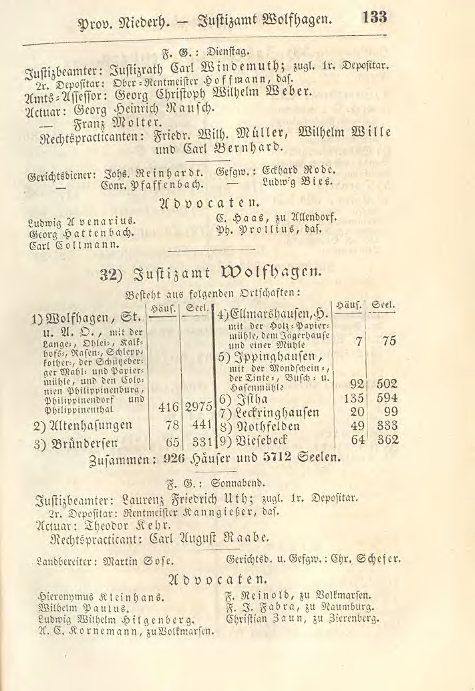 Prov. Niederh. — Justizamt Wolfhagen. 133
F. G.: Dienstag.
Justizbeamter: Justizrath Carl Windemuth; zugl. 1r. Depositar.
2r. Depositar: Ober-Rentmeister Hoffmann, das.
Amts-Assessor: Georg Christoph Wilhelm Weber.
Actuar: Georg Heinrich Rausch.
— Franz Molter.
Rechtspracticanten: Friedr. Wilh. Müller, Wilhelm Wille
und Carl Bernhard.
Gerichtsdiener: Johs. Reinhardt. Gefgw.: Eckhard Rode.
— Conr. Pfaffenbach. — Ludwig Bies.
Advocaten.
Ludwig Avenarius.
Georg Hattenbach.
Carl Collmann.
C. Haas, zu Allendorf.
Ph. Prollius, das.
32) Justizamt Wolfhagen.
Besteht aus folgenden Ortschaften:
Häus. Seel.
1) Wolfhagen, St.
u. A. O., mit der
Lange-, Ohlei-, Kalk-
hofs-, Rasen-, Schlepp-
kother-, der Schützeber-
ger Mahl- und Papier-
mühle, und den Colo-
nien Philippinenburg,
Philippinendorf und
Philippinenthal 416 2975
2) Altenhasungen 78 441
3) Bründersen 65 331
Häus. Seel.
4) Ellmarshausen, H.
mit der Holz-Papier-
mühle, dem Jägerhause
und einer Mühle 7 75
5) Ippinghausen,
mit der Mondschein-,
der Tinte-, Busch- u.
Hasenmühle 92 502
6) Istha 135 594
7) Leckringhausen 20 99
8) Nothfelden 49 333
9) Viesebeck 64 362
Zusammen: 926 Häuser und 5712 Seelen.
F. G.: Sonnabend.
Justizbeamter: Laurenz Friedrich Uth; zugl. 1r. Depositar.
2r. Depositar: Rentmeister Kanngießer, das.
Actuar: Theodor Kehr.
Rechtspracticant: Carl August Raabe.
Landbereiter: Martin Sose. Gerichtsd. u. Gefgw.: Chr. Schefer.
Advocaten.
Hieronymus Kleinhans.
Wilhelm Paulus.
Ludwig Wilhelm Hilgenberg.
A. C. Kornemann, zu Volkmarsen.
F. Reinold, zu Volkmarsen.
F. J. Fabra, zu Naumburg.
Christian Zaun, zu Zierenberg.